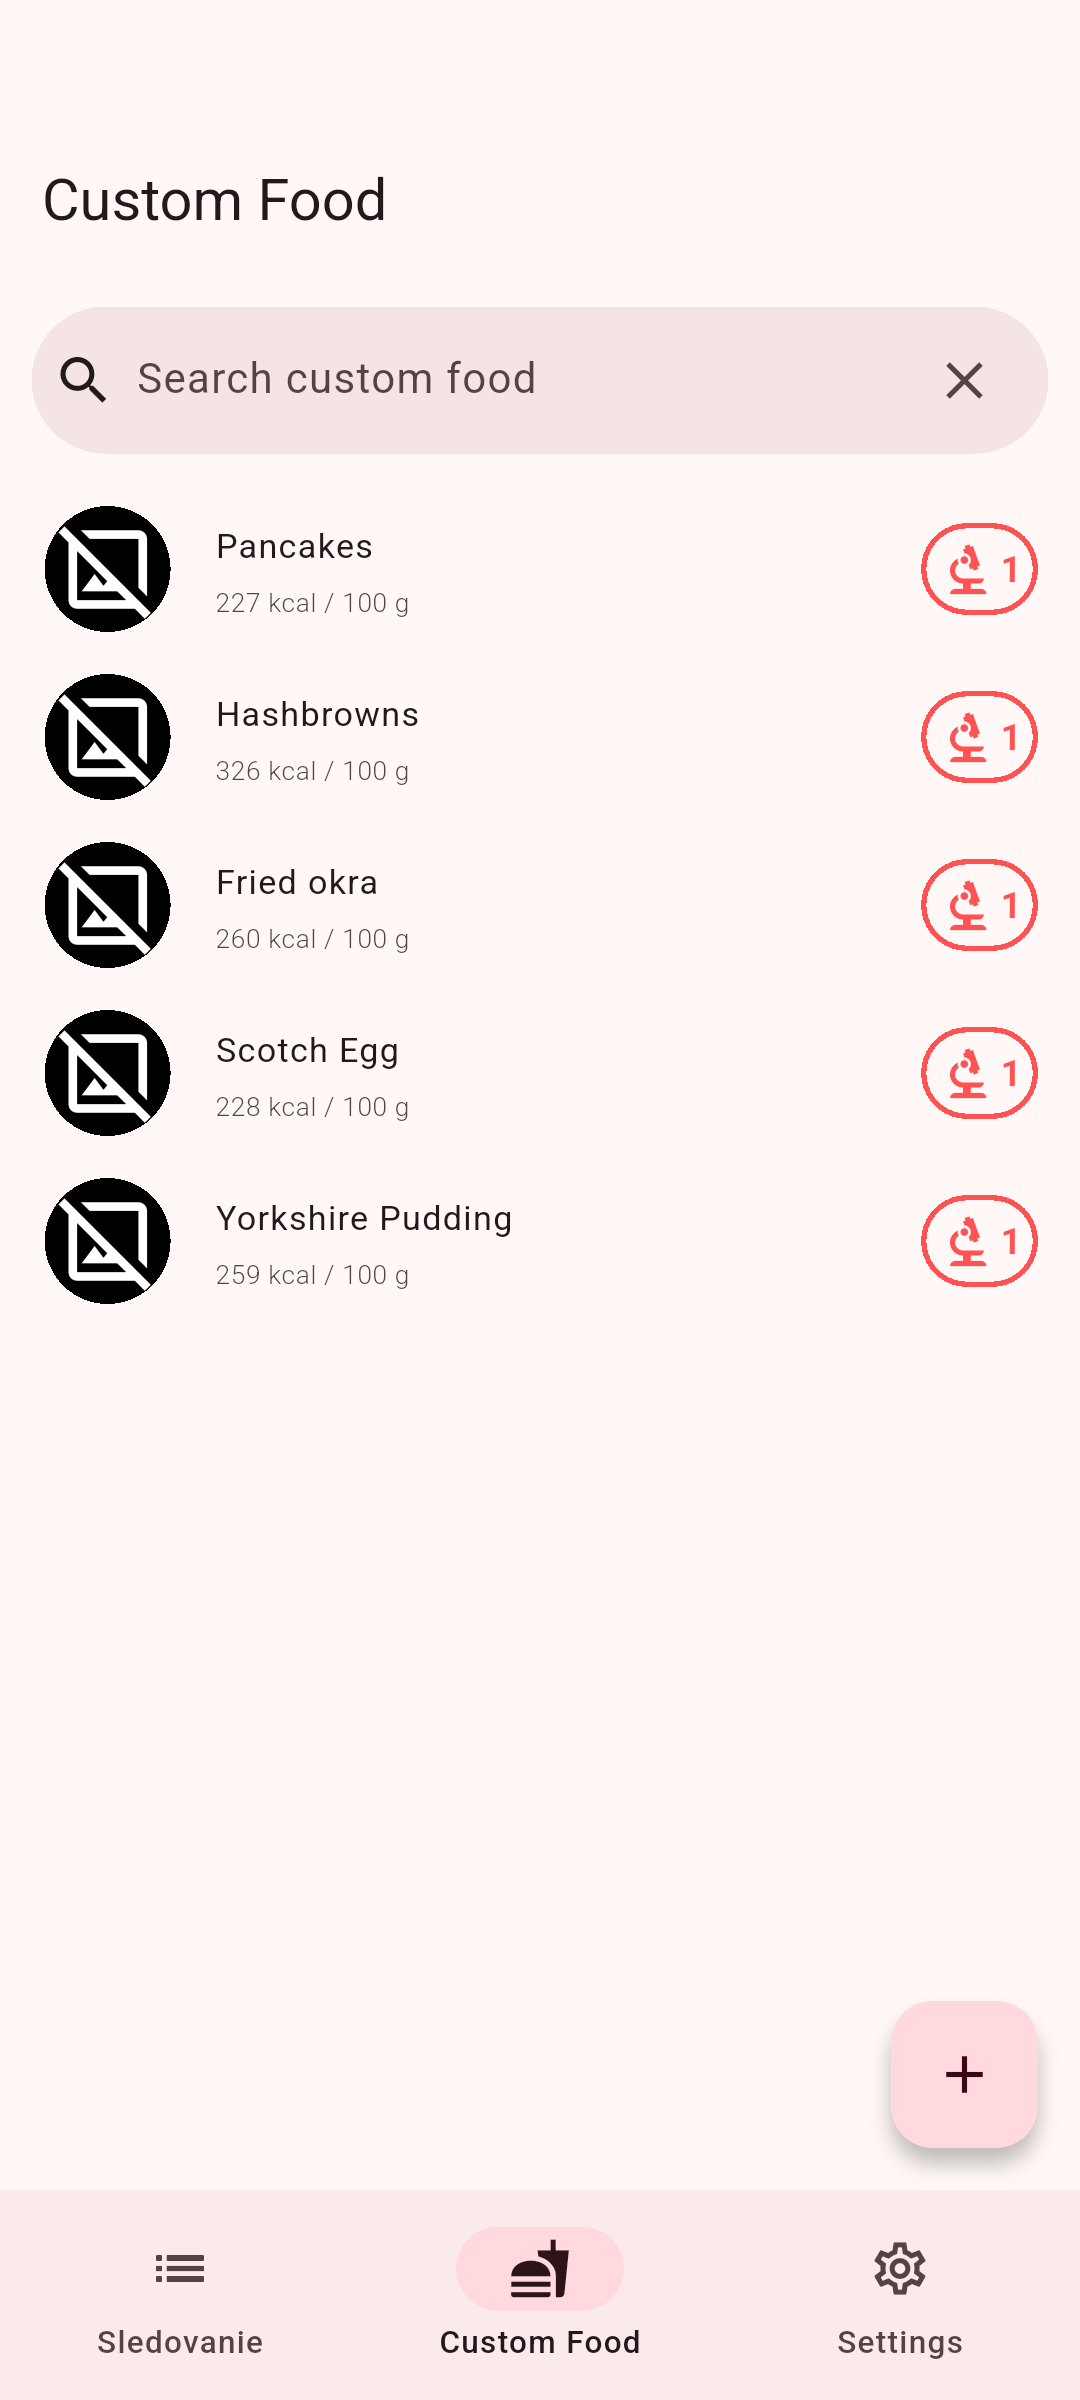 Custom Food
Search custom food
Pancakes
227 kcal / 100 g
1
Hashbrowns
326 kcal / 100 g
1
Fried okra
260 kcal / 100 g
1
Scotch Egg
228 kcal / 100 g
1
Yorkshire Pudding
259 kcal / 100 g
1
Sledovanie
Custom Food
Settings